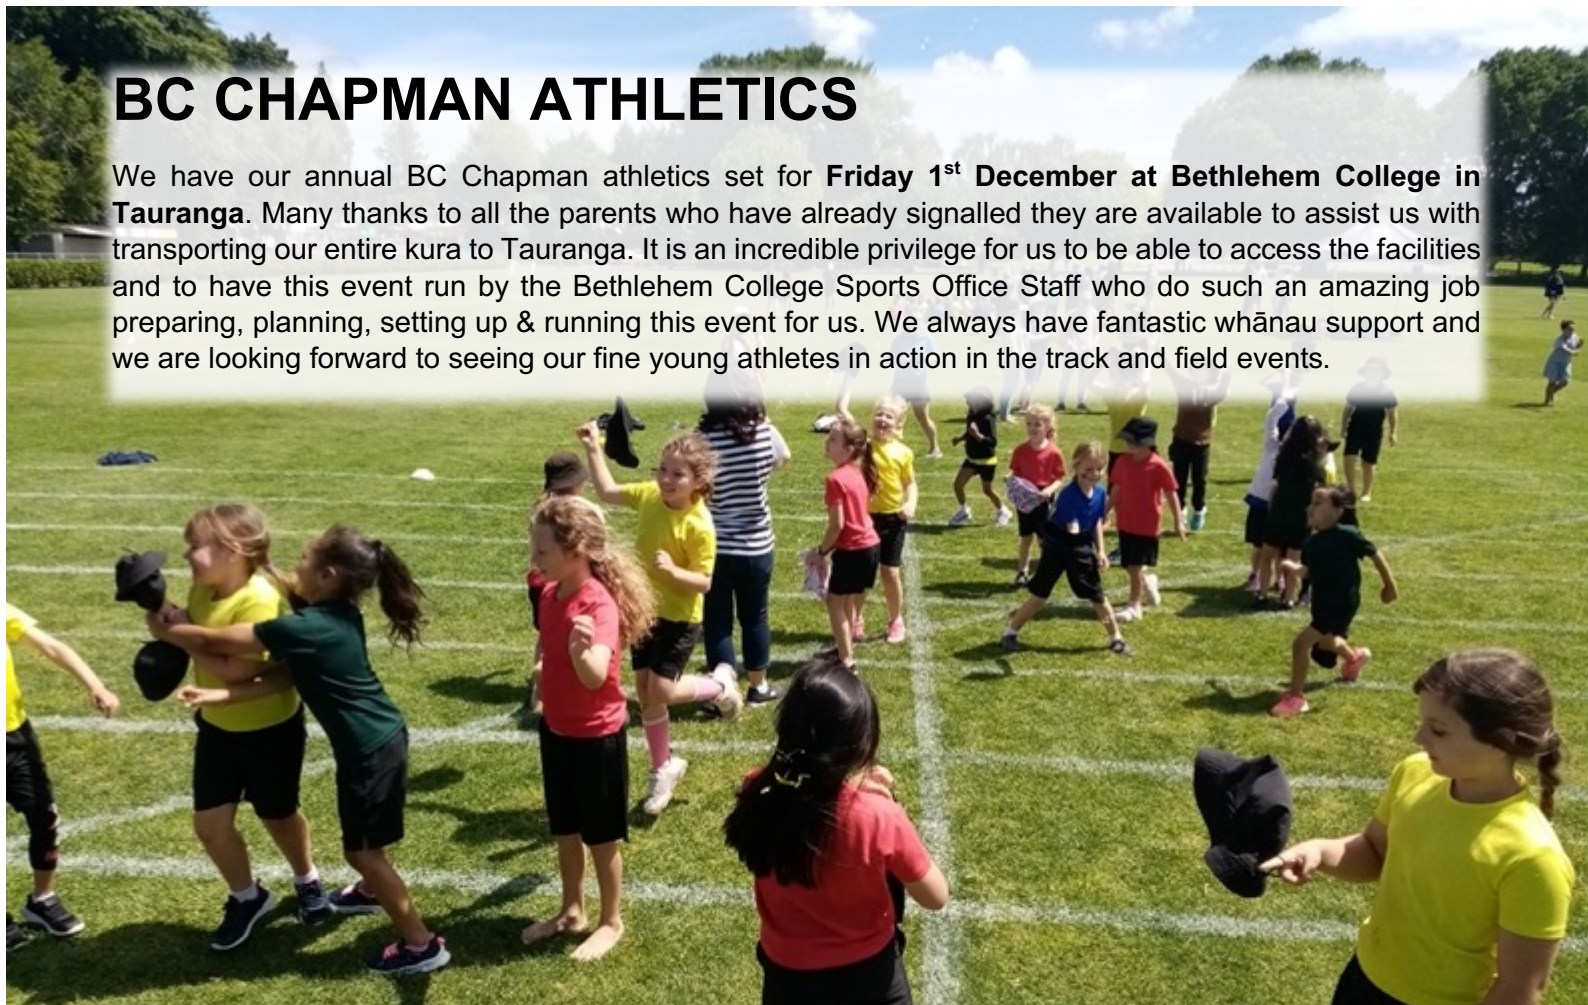 BC CHAPMAN ATHLETICS
We have our annual BC Chapman athletics set for Friday 1st December at Bethlehem College in
Tauranga. Many thanks to all the parents who have already signalled they are available to assist us with
transporting our entire kura to Tauranga. It is an incredible privilege for us to be able to access the facilities
and to have this event run by the Bethlehem College Sports Office Staff who do such an amazing job
preparing, planning, setting up & running this event for us. We always have fantastic whānau support and
we are looking forward to seeing our fine young athletes in action in the track and field events.